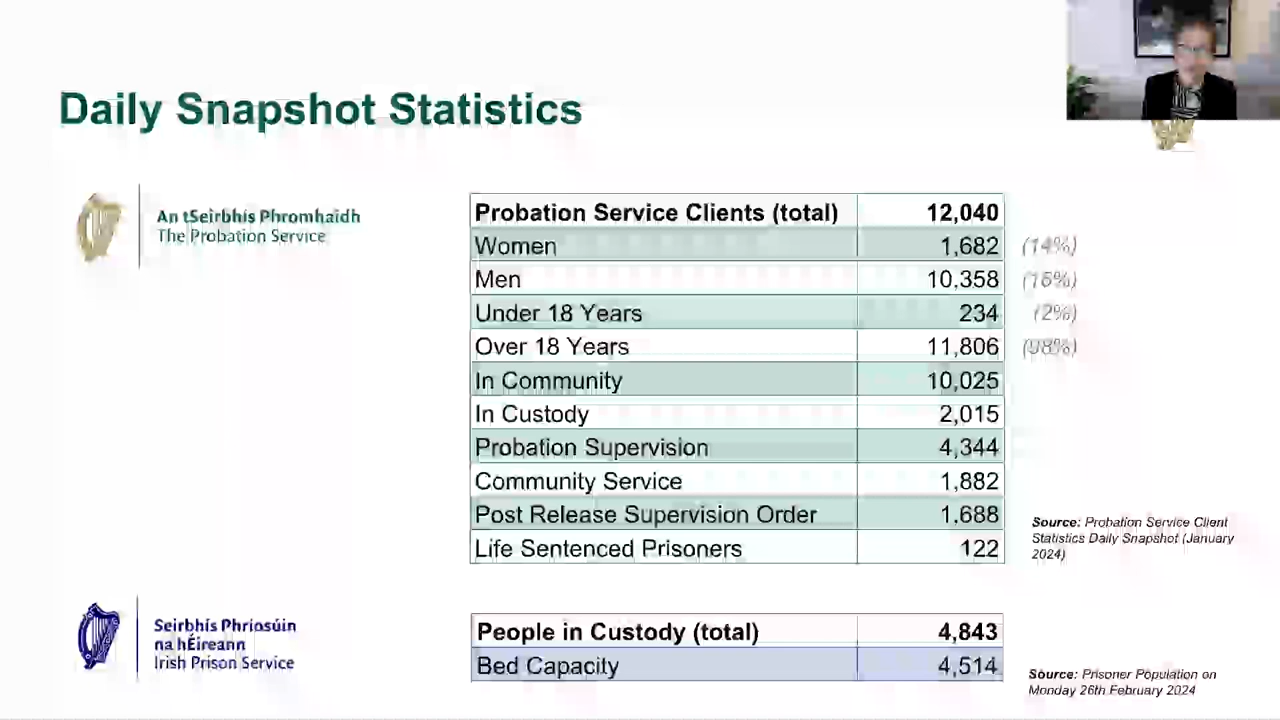 Daily Snapshot Statistics
An tSeirbhís Phromhaidh
The Probation Service
Probation Service Clients (total) 12,040
Women 1,682 (14%)
Men 10,358
Under 18 Years 234 (2%)
Over 18 Years 11,806 (98%)
In Community 10,025
In Custody 2,015
Probation Supervision 4,344
Community Service 1,882
Post Release Supervision Order 1,688
Life Sentenced Prisoners 122
Source: Probation Service Client
Statistics Daily Snapshot (January
2024)
Seirbhís Phríosúin
na hÉireann
Irish Prison Service
People in Custody (total) 4,843
Bed Capacity 4,514
Source: Prisoner Population on
Monday 26th February 2024